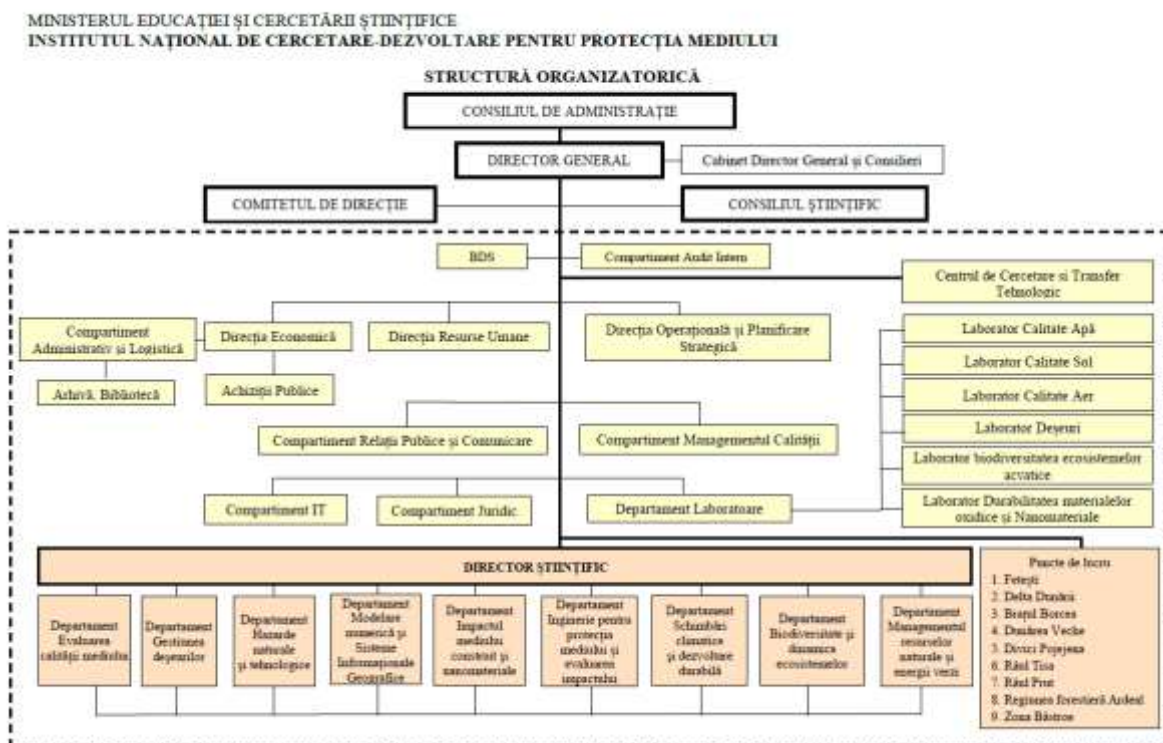 MINISTERUL EDUCAȚIEI ȘI CERCETĂRII ȘTIINȚIFICE
INSTITUTUL NAȚIONAL DE CERCETARE-DEZVOLTARE PENTRU PROTECȚIA MEDIULUI
STRUCTURĂ ORGANIZATORICĂ
CONSILIUL DE ADMINISTRAȚIE
DIRECTOR GENERAL
Cabinet Director General și Consilieri
COMITETUL DE DIRECȚIE
CONSILIUL ȘTIINȚIFIC
BDS
Compartiment Audit Intern
Centrul de Cercetare si Transfer
Tehnologic
Compartiment
Administrativ și Logistică
Direcția Economică
Direcția Resurse Umane
Direcția Operațională și Planificare
Strategică
Laborator Calitate Apă
Laborator Calitate Sol
Arhivă, Bibliotecă
Achiziții Publice
Laborator Calitate Aer
Laborator Deșeuri
Compartiment Relații Publice și Comunicare
Compartiment Managementul Calității
Laborator biodiversitatea ecosistemelor
acvatice
Compartiment IT
Compartiment Juridic
Departament Laboratoare
Laborator Durabilitatea materialelor
oxidice și Nanomateriale
DIRECTOR ȘTIINȚIFIC
Departament
Evaluarea
calității mediului
Departament
Gestiunea
deșeurilor
Departament
Hazarde
naturale
și tehnologice
Departament
Modelare
numerică și
Sisteme
Informaționale
Geografice
Departament
Impactul
mediului
construit și
nanomateriale
Departament
Inginerie pentru
protecția
mediului și
evaluarea
impactului
Departament
Schimbări
climatice
și dezvoltare
durabilă
Departament
Biodiversitate și
dinamica
ecosistemelor
Departament
Managementul
resurselor
naturale și
energii verzi
Puncte de lucru
1. Fetești
2. Delta Dunării
3. Brațul Borcea
4. Dunărea Veche
5. Divici Pojejena
6. Râul Tisa
7. Râul Prut
8. Regiunea forestieră Ardeal
9. Zona Bâstroe